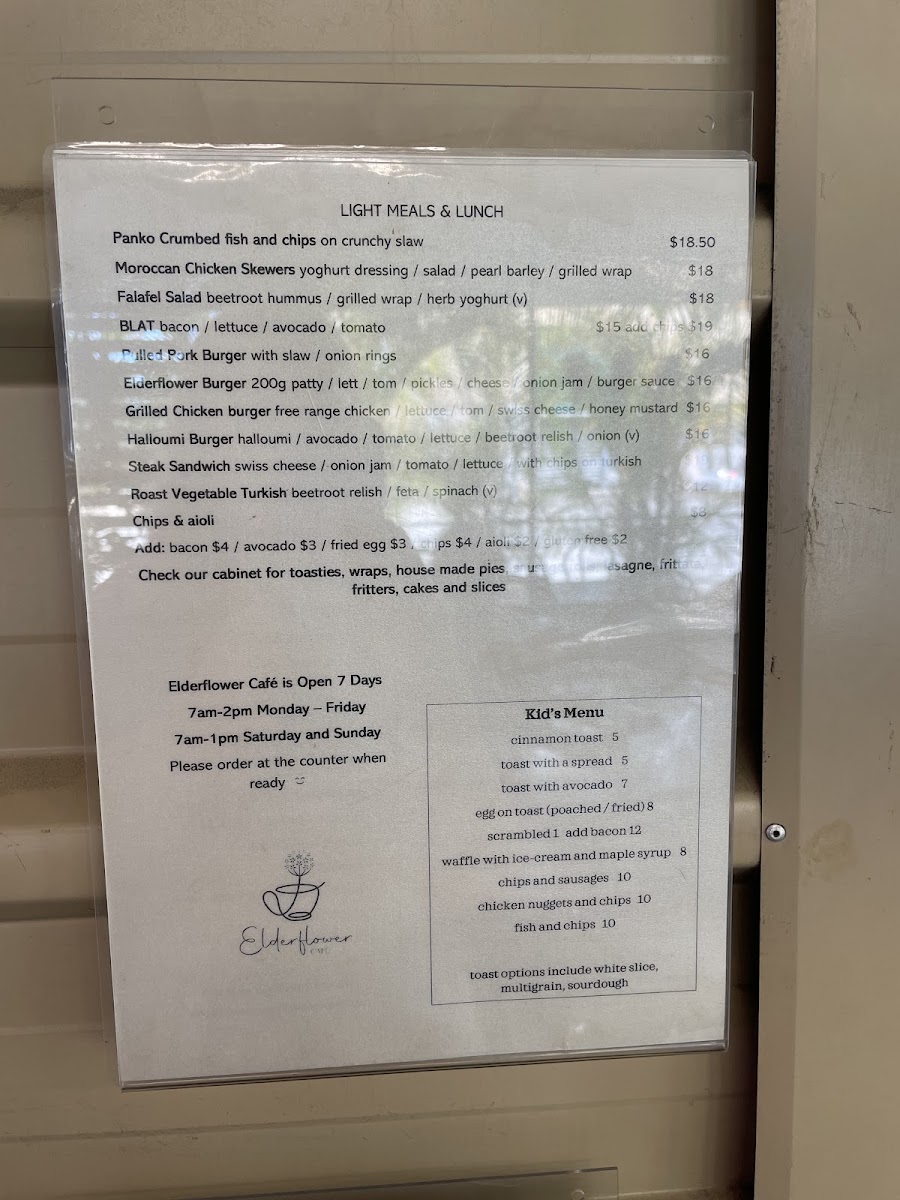 LIGHT MEALS & LUNCH
Panko Crumbed fish and chips on crunchy slaw $18.50
Moroccan Chicken Skewers yoghurt dressing / salad / pearl barley / grilled wrap $18
Falafel Salad beetroot hummus / grilled wrap / herb yoghurt (v) $18
BLAT bacon / lettuce / avocado / tomato $15 add chips $19
Pulled Pork Burger with slaw / onion rings $16
Elderflower Burger 200g patty / lett / tom / pickles / cheese / onion jam / burger sauce $16
Grilled Chicken burger free range chicken / lettuce / tom / swiss cheese / honey mustard $16
Halloumi Burger halloumi / avocado / tomato / lettuce / beetroot relish / onion (v) $16
Steak Sandwich swiss cheese / onion jam / tomato / lettuce / with chips on turkish
Roast Vegetable Turkish beetroot relish / feta / spinach (v) $12
Chips & aioli $8
Add: bacon $4 / avocado $3 / fried egg $3 / chips $4 / aioli $2 / gluten free $2
Check our cabinet for toasties, wraps, house made pies, lasagne, frittata,
fritters, cakes and slices
Elderflower Café is Open 7 Days
7am-2pm Monday – Friday
7am-1pm Saturday and Sunday
Please order at the counter when
ready
Elderflower
CAFE
Kid's Menu
cinnamon toast 5
toast with a spread 5
toast with avocado 7
egg on toast (poached / fried) 8
scrambled 1 add bacon 12
waffle with ice-cream and maple syrup 8
chips and sausages 10
chicken nuggets and chips 10
fish and chips 10
toast options include white slice,
multigrain, sourdough